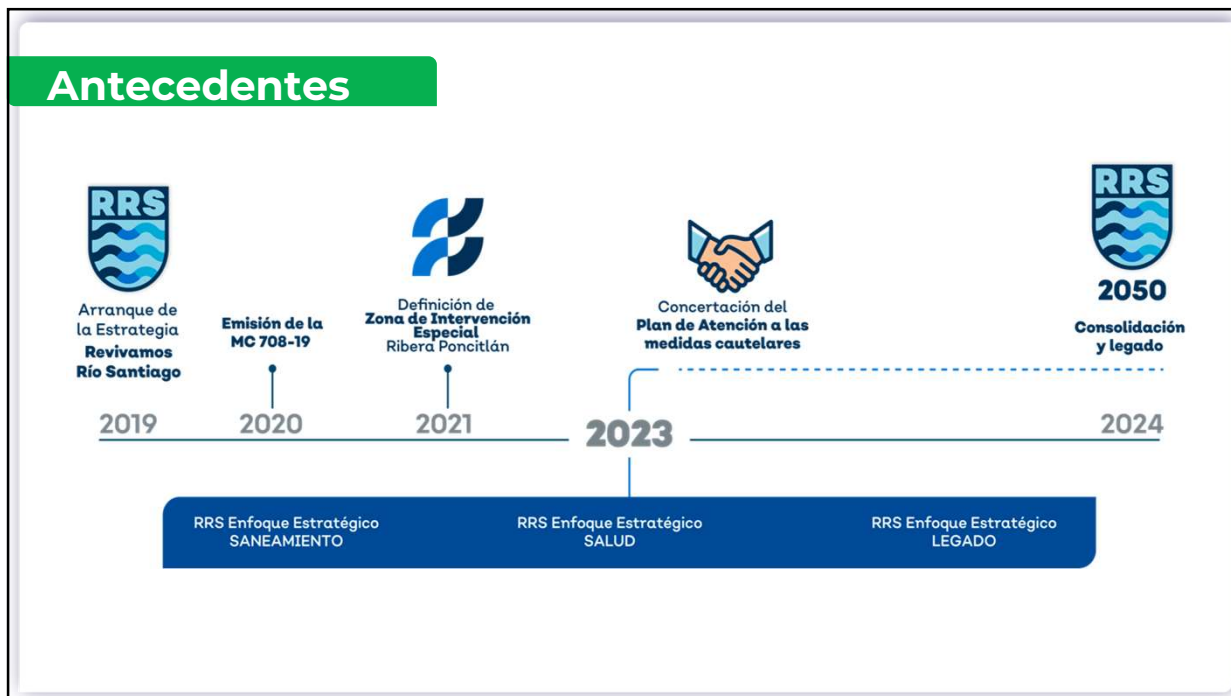 Antecedentes
RRS
Arranque de
la Estrategia
Revivamos
Río Santiago
2019
Emisión de la
MC 708-19
2020
Definición de
Zona de Intervención
Especial
Ribera Poncitlán
2021
Concertación del
Plan de Atención a las
medidas cautelares
2023
RRS
2050
Consolidación
y legado
2024
RRS Enfoque Estratégico
SANEAMIENTO
RRS Enfoque Estratégico
SALUD
RRS Enfoque Estratégico
LEGADO